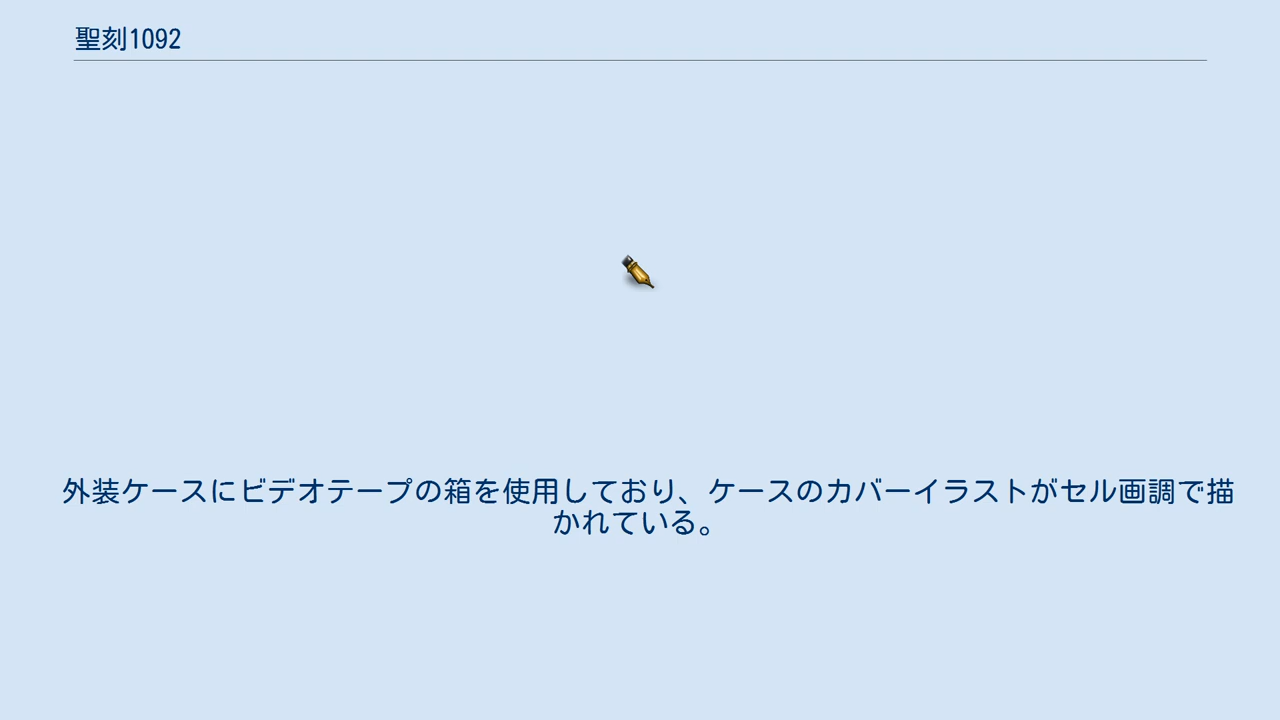 聖刻1092
外装ケースにビデオテープの箱を使用しており、ケースのカバーイラストがセル画調で描
かれている。